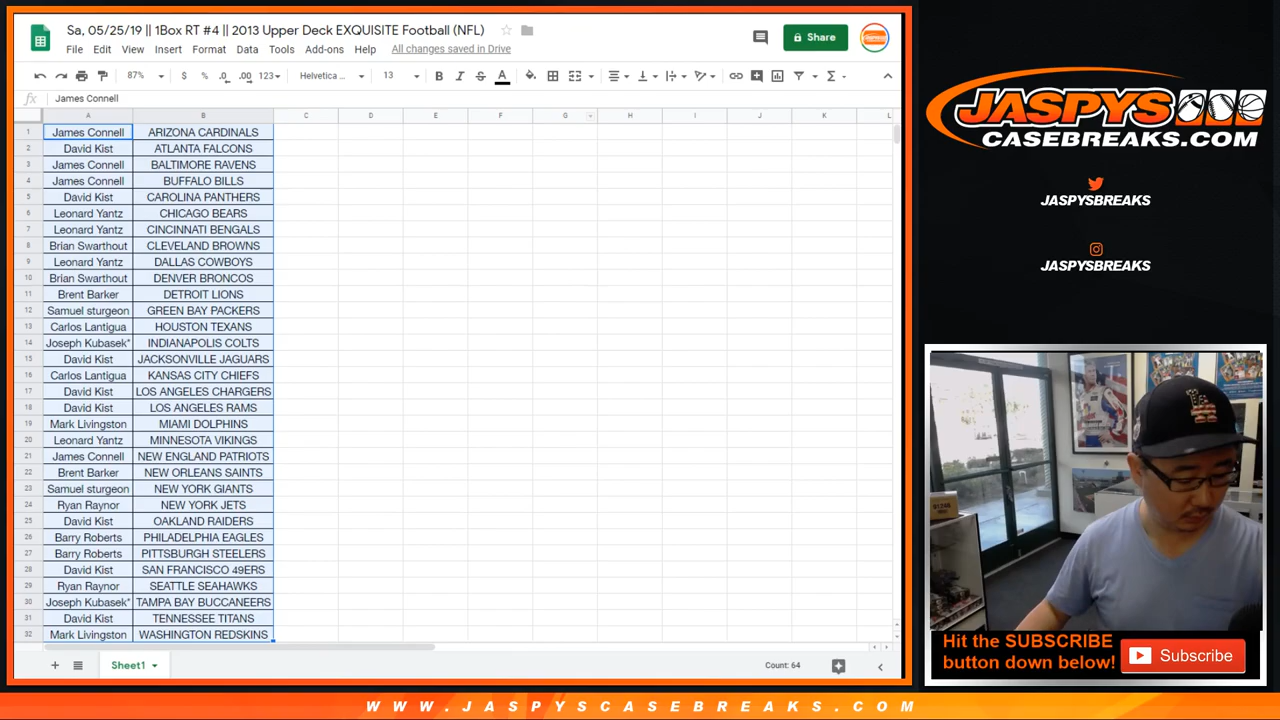 Sa, 05/25/19 || 1Box RT #4 || 2013 Upper Deck EXQUISITE Football (NFL)
File Edit View Insert Format Data Tools Add-ons Help All changes saved in Drive
Share
87% $ % .0 .00 123 Helvetica ... 13 B I S A
fx James Connell
A B C D E F G H I J K L
1 James Connell ARIZONA CARDINALS
2 David Kist ATLANTA FALCONS
3 James Connell BALTIMORE RAVENS
4 James Connell BUFFALO BILLS
5 David Kist CAROLINA PANTHERS
6 Leonard Yantz CHICAGO BEARS
7 Leonard Yantz CINCINNATI BENGALS
8 Brian Swarthout CLEVELAND BROWNS
9 Leonard Yantz DALLAS COWBOYS
10 Brian Swarthout DENVER BRONCOS
11 Brent Barker DETROIT LIONS
12 Samuel sturgeon GREEN BAY PACKERS
13 Carlos Lantigua HOUSTON TEXANS
14 Joseph Kubasek* INDIANAPOLIS COLTS
15 David Kist JACKSONVILLE JAGUARS
16 Carlos Lantigua KANSAS CITY CHIEFS
17 David Kist LOS ANGELES CHARGERS
18 David Kist LOS ANGELES RAMS
19 Mark Livingston MIAMI DOLPHINS
20 Leonard Yantz MINNESOTA VIKINGS
21 James Connell NEW ENGLAND PATRIOTS
22 Brent Barker NEW ORLEANS SAINTS
23 Samuel sturgeon NEW YORK GIANTS
24 Ryan Raynor NEW YORK JETS
25 David Kist OAKLAND RAIDERS
26 Barry Roberts PHILADELPHIA EAGLES
27 Barry Roberts PITTSBURGH STEELERS
28 David Kist SAN FRANCISCO 49ERS
29 Ryan Raynor SEATTLE SEAHAWKS
30 Joseph Kubasek* TAMPA BAY BUCCANEERS
31 David Kist TENNESSEE TITANS
32 Mark Livingston WASHINGTON REDSKINS
Sheet1
Count: 64
JASPYS
CASEBREAKS.COM
JASPYSBREAKS
JASPYSBREAKS
LA
Hit the SUBSCRIBE
button down below!
Subscribe
WWW.JASPYSCASEBREAKS.COM